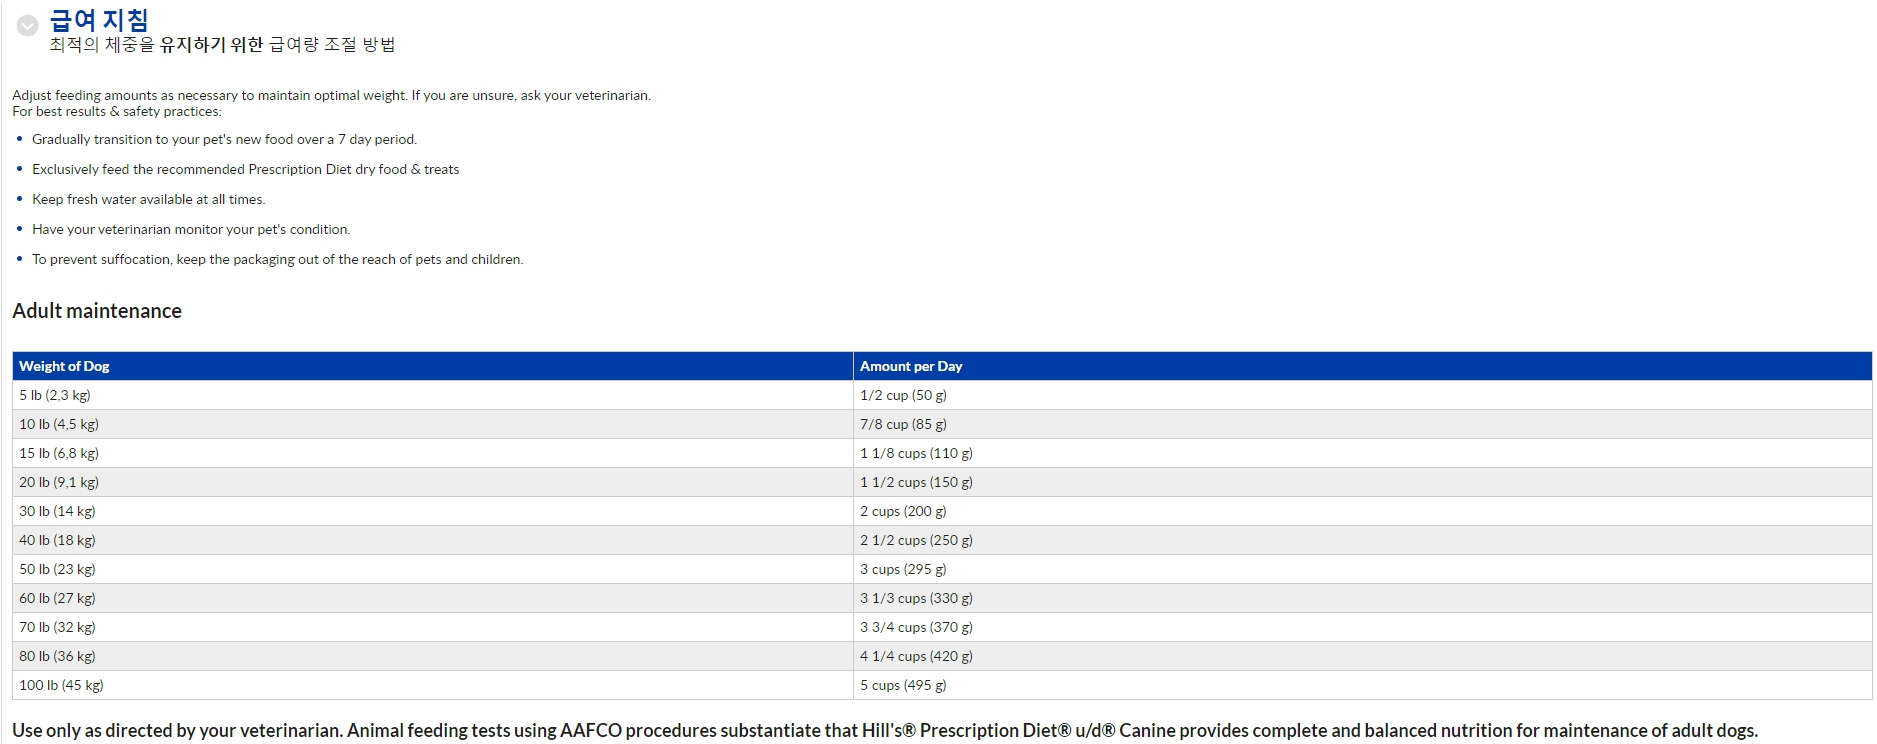 급여 지침
최적의 체중을 유지하기 위한 급여량 조절 방법
Adjust feeding amounts as necessary to maintain optimal weight. If you are unsure, ask your veterinarian.
For best results & safety practices:
• Gradually transition to your pet's new food over a 7 day period.
• Exclusively feed the recommended Prescription Diet dry food & treats
• Keep fresh water available at all times.
• Have your veterinarian monitor your pet's condition.
• To prevent suffocation, keep the packaging out of the reach of pets and children.
Adult maintenance
Weight of Dog Amount per Day
5 lb (2,3 kg) 1/2 cup (50 g)
10 lb (4,5 kg) 7/8 cup (85 g)
15 lb (6,8 kg) 1 1/8 cups (110 g)
20 lb (9,1 kg) 1 1/2 cups (150 g)
30 lb (14 kg) 2 cups (200 g)
40 lb (18 kg) 2 1/2 cups (250 g)
50 lb (23 kg) 3 cups (295 g)
60 lb (27 kg) 3 1/3 cups (330 g)
70 lb (32 kg) 3 3/4 cups (370 g)
80 lb (36 kg) 4 1/4 cups (420 g)
100 lb (45 kg) 5 cups (495 g)
Use only as directed by your veterinarian. Animal feeding tests using AAFCO procedures substantiate that Hill's® Prescription Diet® u/d® Canine provides complete and balanced nutrition for maintenance of adult dogs.